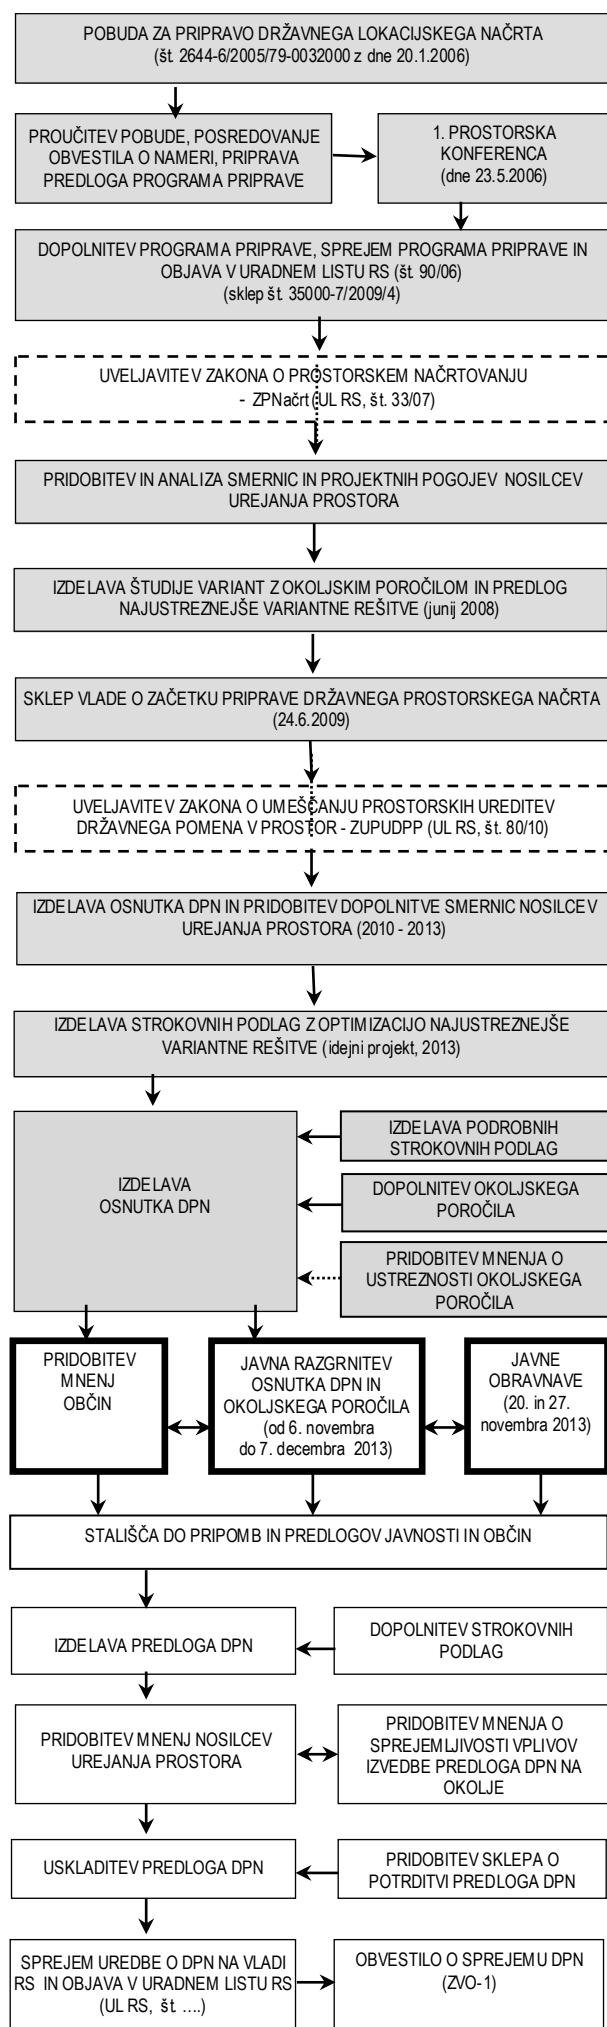 POBUDA ZA PRIPRAVO DRŽAVNEGA LOKACIJSKEGA NAČRTA
(št. 2644-6/2005/79-0032000 z dne 20.1.2006)
PROUČITEV POBUDE, POSREDOVANJE
OBVESTILA O NAMERI, PRIPRAVA
PREDLOGA PROGRAMA PRIPRAVE
1. PROSTORSKA
KONFERENCA
(dne 23.5.2006)
DOPOLNITEV PROGRAMA PRIPRAVE, SPREJEM PROGRAMA PRIPRAVE IN
OBJAVA V URADNEM LISTU RS (št. 90/06)
(sklep št. 35000-7/2009/4)
UVELJAVITEV ZAKONA O PROSTORSKEM NAČRTOVANJU
- ZPNačrt (UL RS, št. 33/07)
PRIDOBITEV IN ANALIZA SMERNIC IN PROJEKTNIH POGOJEV NOSILCEV
UREJANJA PROSTORA
IZDELAVA ŠTUDIJE VARIANT Z OKOLJSKIM POROČILOM IN PREDLOG
NAJUSTREZNEJŠE VARIANTNE REŠITVE (junij 2008)
SKLEP VLADE O ZAČETKU PRIPRAVE DRŽAVNEGA PROSTORSKEGA NAČRTA
(24.6.2009)
UVELJAVITEV ZAKONA O UMEŠČANJU PROSTORSKIH UREDITEV
DRŽAVNEGA POMENA V PROSTOR - ZUPUDPP (UL RS, št. 80/10)
IZDELAVA OSNUTKA DPN IN PRIDOBITEV DOPOLNITVE SMERNIC NOSILCEV
UREJANJA PROSTORA (2010 - 2013)
IZDELAVA STROKOVNIH PODLAG Z OPTIMIZACIJO NAJUSTREZNEJŠE
VARIANTNE REŠITVE (idejni projekt, 2013)
IZDELAVA
OSNUTKA DPN
IZDELAVA PODROBNIH
STROKOVNIH PODLAG
DOPOLNITEV OKOLJSKEGA
POROČILA
PRIDOBITEV MNENJA O
USTREZNOSTI OKOLJSKEGA
POROČILA
PRIDOBITEV
MNENJ
OBČIN
JAVNA RAZGRNITEV
OSNUTKA DPN IN
OKOLJSKEGA POROČILA
(od 6. novembra
do 7. decembra 2013)
JAVNE
OBRAVNAVE
(20. in 27.
novembra 2013)
STALIŠČA DO PRIPOMB IN PREDLOGOV JAVNOSTI IN OBČIN
IZDELAVA PREDLOGA DPN
DOPOLNITEV STROKOVNIH
PODLAG
PRIDOBITEV MNENJ NOSILCEV
UREJANJA PROSTORA
PRIDOBITEV MNENJA O
SPREJEMLJIVOSTI VPLIVOV
IZVEDBE PREDLOGA DPN NA
OKOLJE
USKLADITEV PREDLOGA DPN
PRIDOBITEV SKLEPA O
POTRDITVI PREDLOGA DPN
SPREJEM UREDBE O DPN NA VLADI
RS IN OBJAVA V URADNEM LISTU RS
(UL RS, št. ....)
OBVESTILO O SPREJEMU DPN
(ZVO-1)